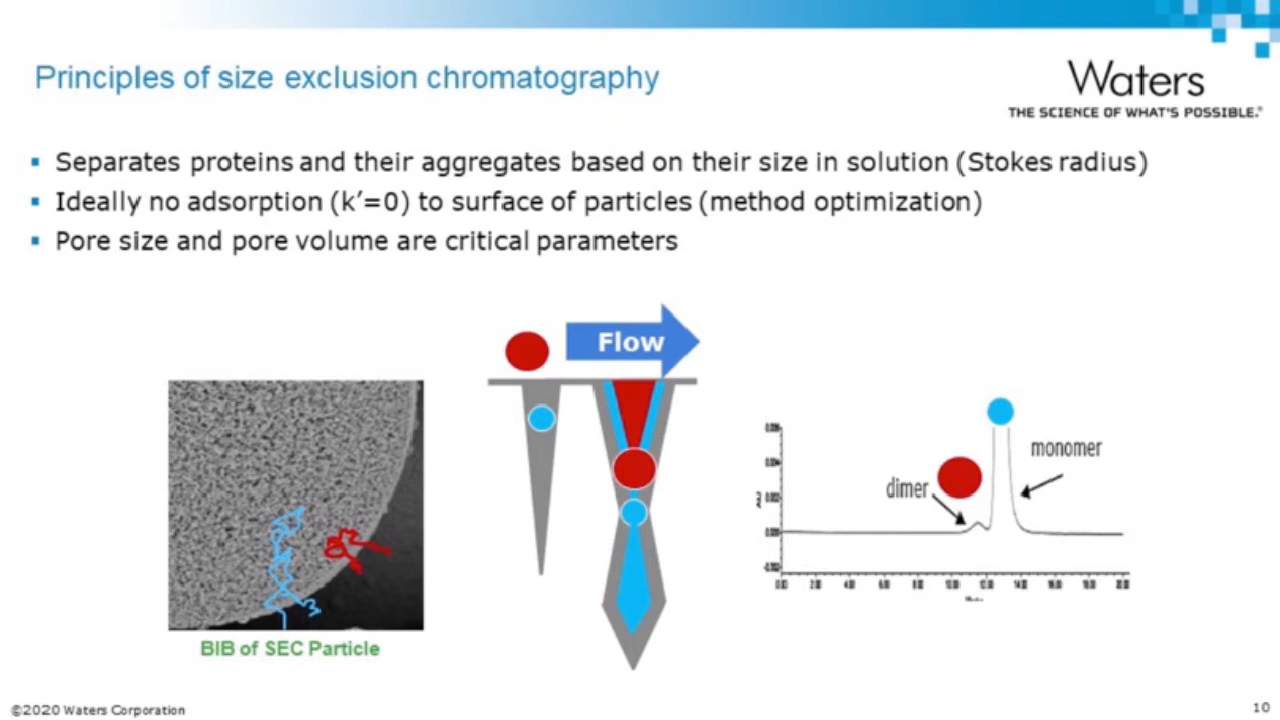 Principles of size exclusion chromatography
Waters
THE SCIENCE OF WHAT'S POSSIBLE.®
▪ Separates proteins and their aggregates based on their size in solution (Stokes radius)
▪ Ideally no adsorption (k’=0) to surface of particles (method optimization)
▪ Pore size and pore volume are critical parameters
Flow
monomer
dimer
BIB of SEC Particle
©2020 Waters Corporation
10